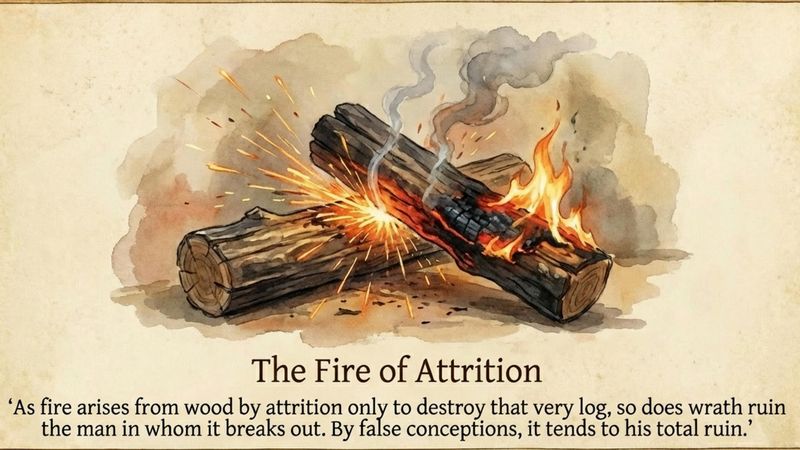 The Fire of Attrition
‘As fire arises from wood by attrition only to destroy that very log, so does wrath ruin
the man in whom it breaks out. By false conceptions, it tends to his total ruin.’